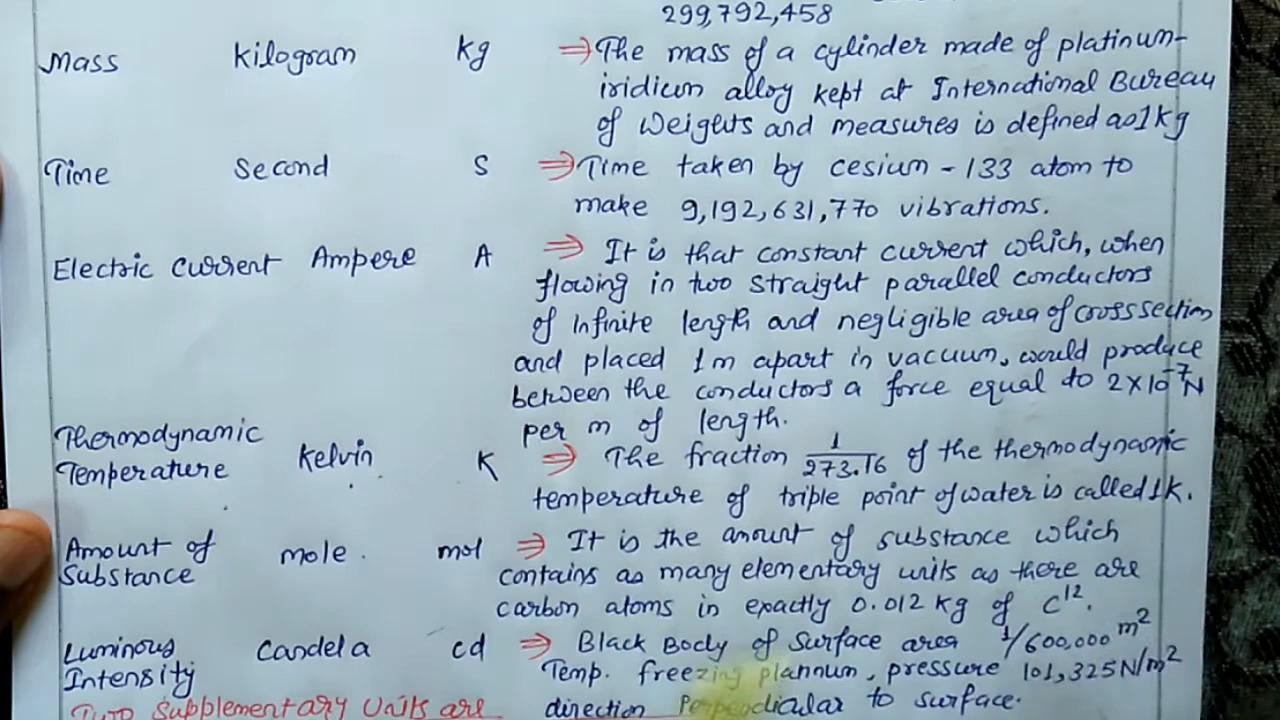 299,792,458
Mass Kilogram kg ⇒ The mass of a cylinder made of platinum-
iridium alloy kept at International Bureau
of Weights and measures is defined as 1 kg
Time Second S ⇒ Time taken by cesium - 133 atom to
make 9,192,631,770 vibrations.
Electric Current Ampere A ⇒ It is that constant current which, when
flowing in two straight parallel conductors
of infinite length and negligible area of cross section
and placed 1m apart in vacuum, would produce
between the conductors a force equal to 2×10⁻⁷N
per m of length.
Thermodynamic
Temperature Kelvin K ⇒ The fraction 1/273.16 of the thermodynamic
temperature of triple point of water is called 1K.
Amount of
Substance mole. mol ⇒ It is the amount of substance which
contains as many elementary units as there are
carbon atoms in exactly 0.012 kg of C¹².
Luminous
Intensity Candela cd ⇒ Black Body of Surface area 1/600,000 m²
Temp. freezing plannum, pressure 101,325N/m²
direction Perpendicular to surface.
Two Supplementary Units are